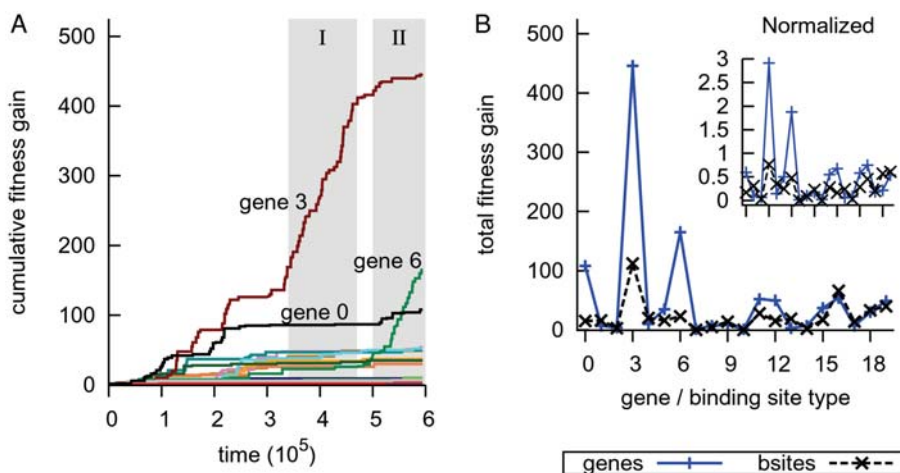 A
500
400
300
200
100
0
cumulative fitness gain
I
II
gene 3
gene 6
gene 0
0
1
2
3
4
5
6
time (10^5)
B
500
400
300
200
100
0
total fitness gain
Normalized
3
2.5
2
1.5
1
0.5
0
0
3
6
9
12
15
18
gene / binding site type
genes
bsites